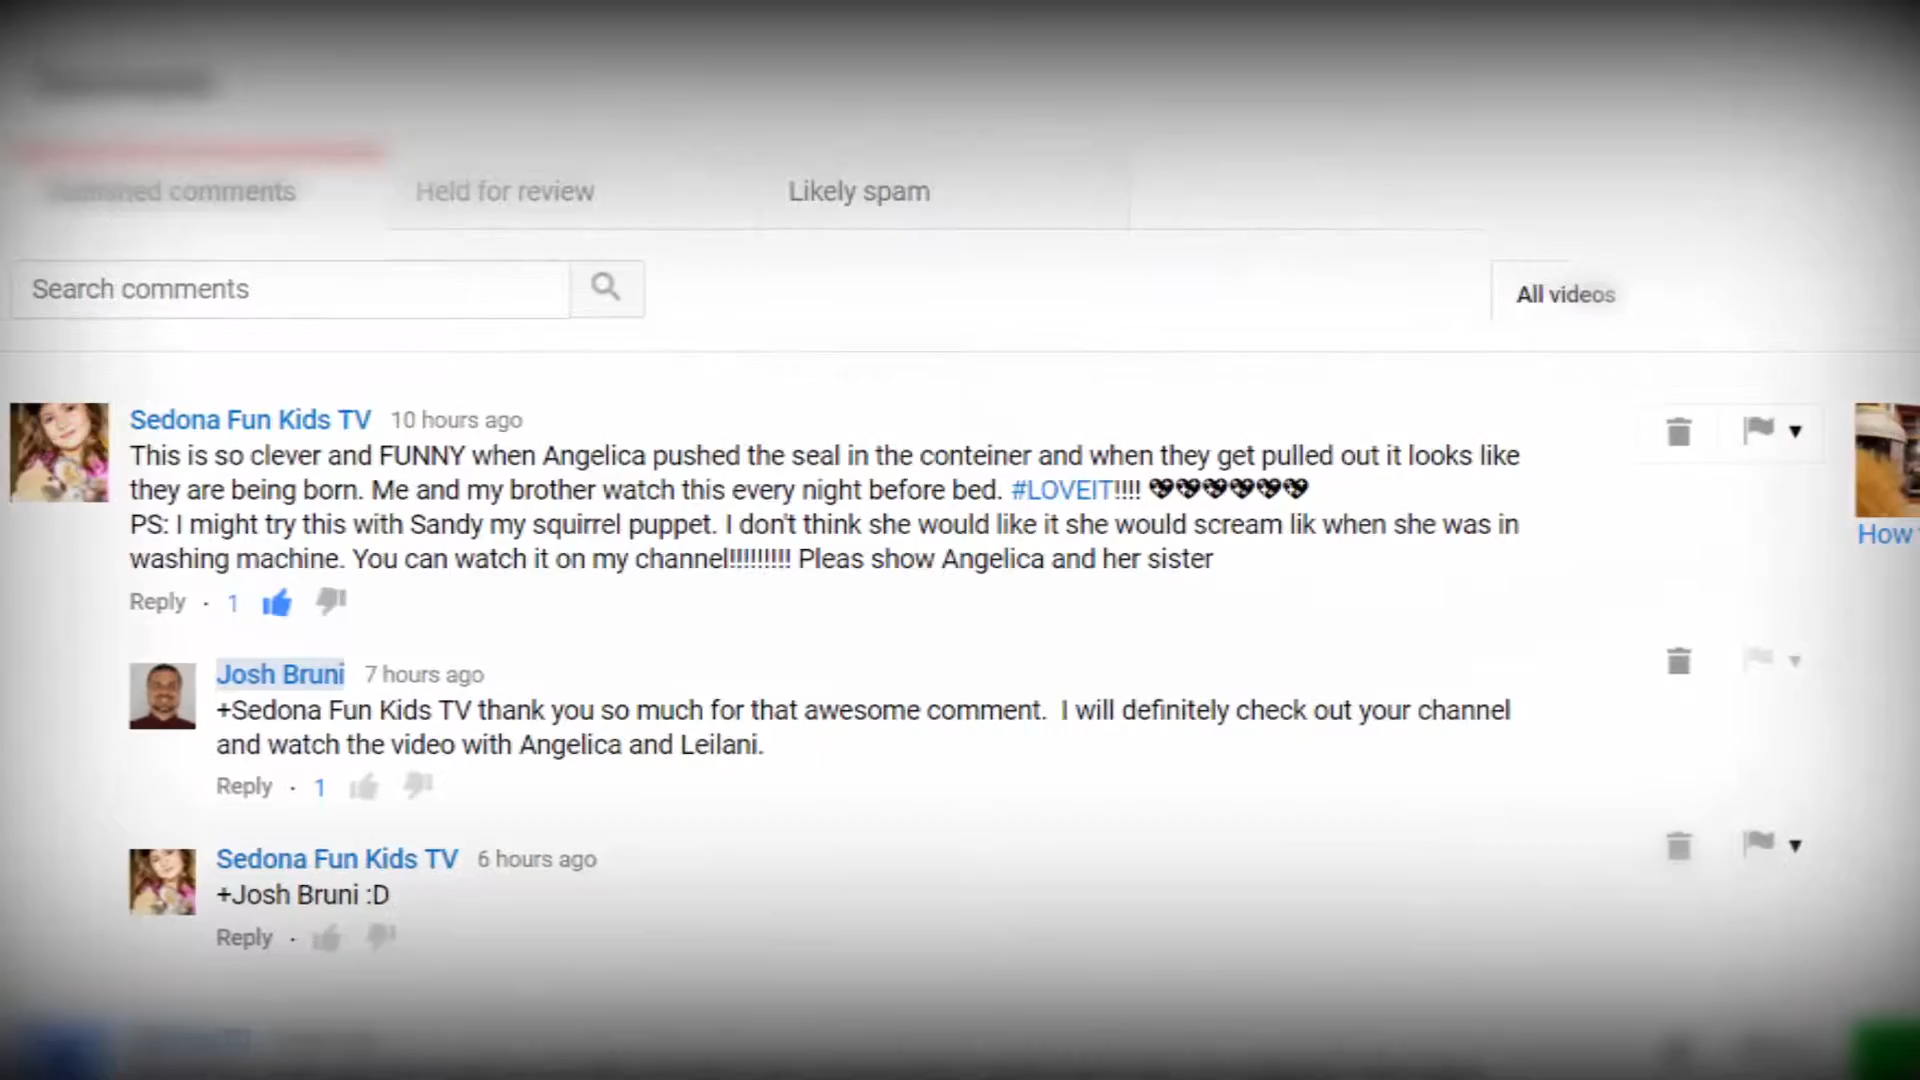 comments
Held for review
Likely spam
Search comments
All videos
Sedona Fun Kids TV 10 hours ago
This is so clever and FUNNY when Angelica pushed the seal in the conteiner and when they get pulled out it looks like
they are being born. Me and my brother watch this every night before bed. #LOVEIT!!!! 💖💖💖💖💖💖
PS: I might try this with Sandy my squirrel puppet. I don't think she would like it she would scream lik when she was in
washing machine. You can watch it on my channel!!!!!!!!! Pleas show Angelica and her sister
How
Reply · 1
Josh Bruni 7 hours ago
+Sedona Fun Kids TV thank you so much for that awesome comment. I will definitely check out your channel
and watch the video with Angelica and Leilani.
Reply · 1
Sedona Fun Kids TV 6 hours ago
+Josh Bruni :D
Reply ·